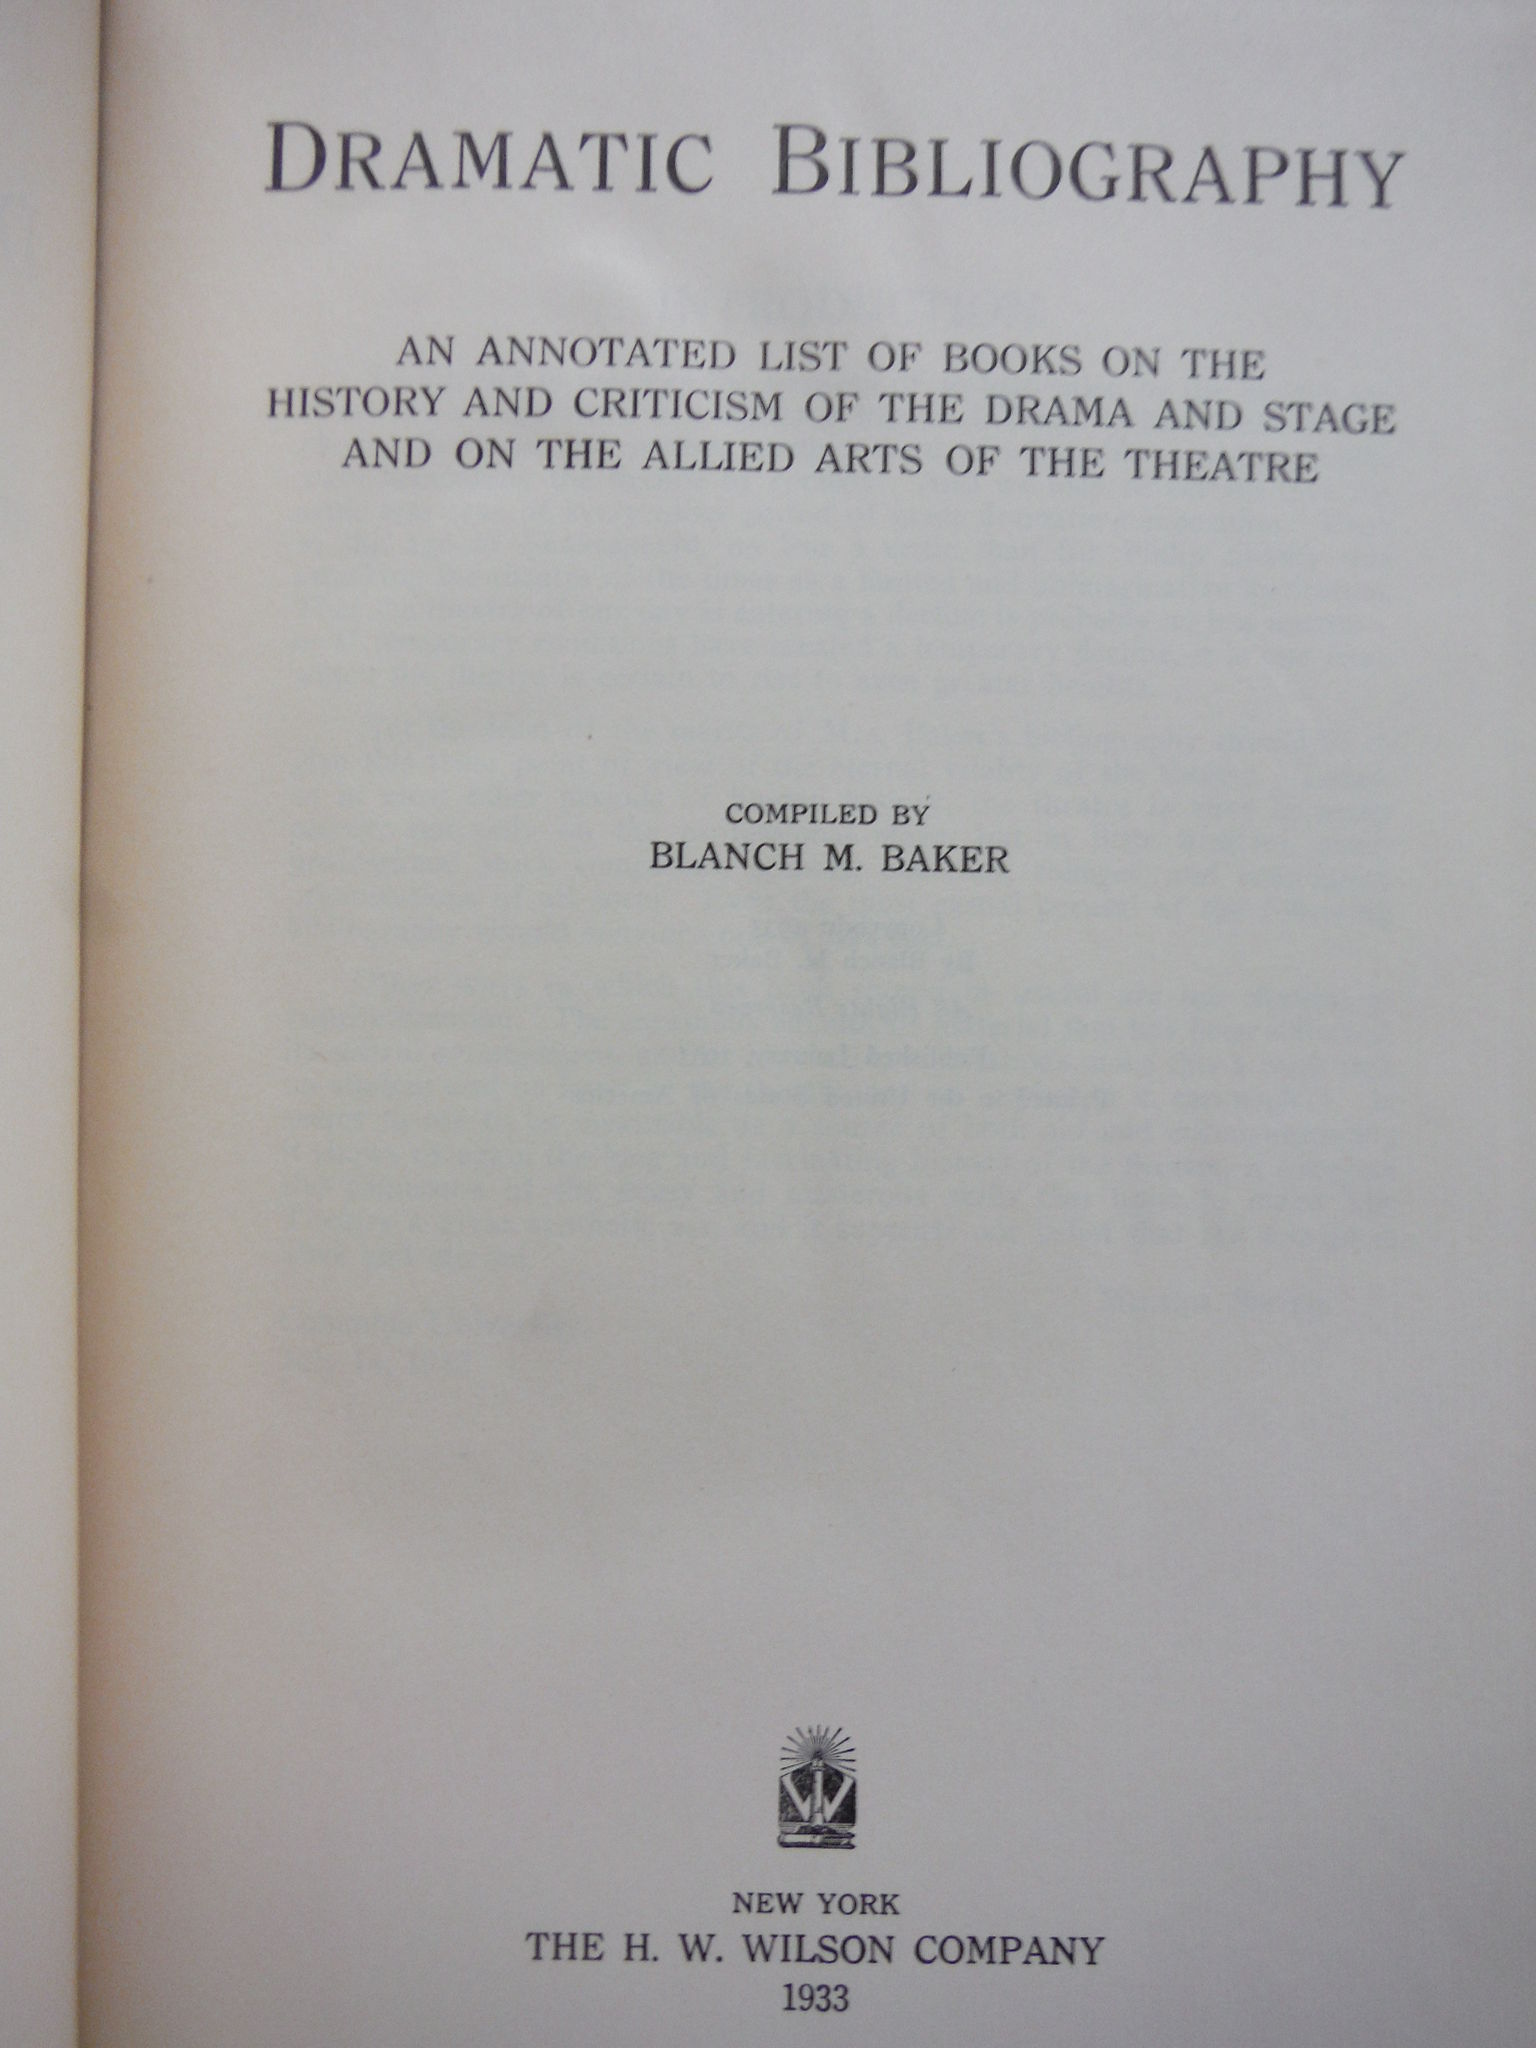 DRAMATIC BIBLIOGRAPHY
AN ANNOTATED LIST OF BOOKS ON THE
HISTORY AND CRITICISM OF THE DRAMA AND STAGE
AND ON THE ALLIED ARTS OF THE THEATRE
COMPILED BY
BLANCH M. BAKER
W
NEW YORK
THE H. W. WILSON COMPANY
1933